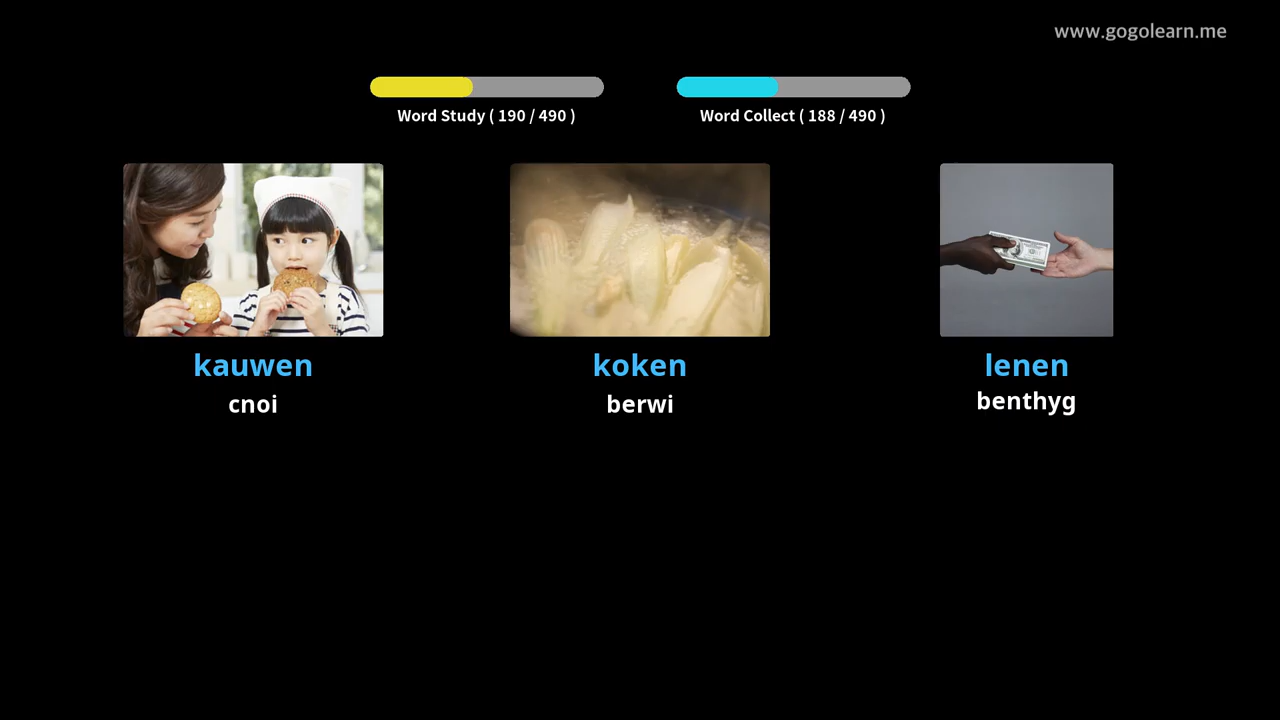 www.gogolearn.me
Word Study ( 190 / 490 )
Word Collect ( 188 / 490 )
kauwen
koken
lenen
cnoi
berwi
benthyg